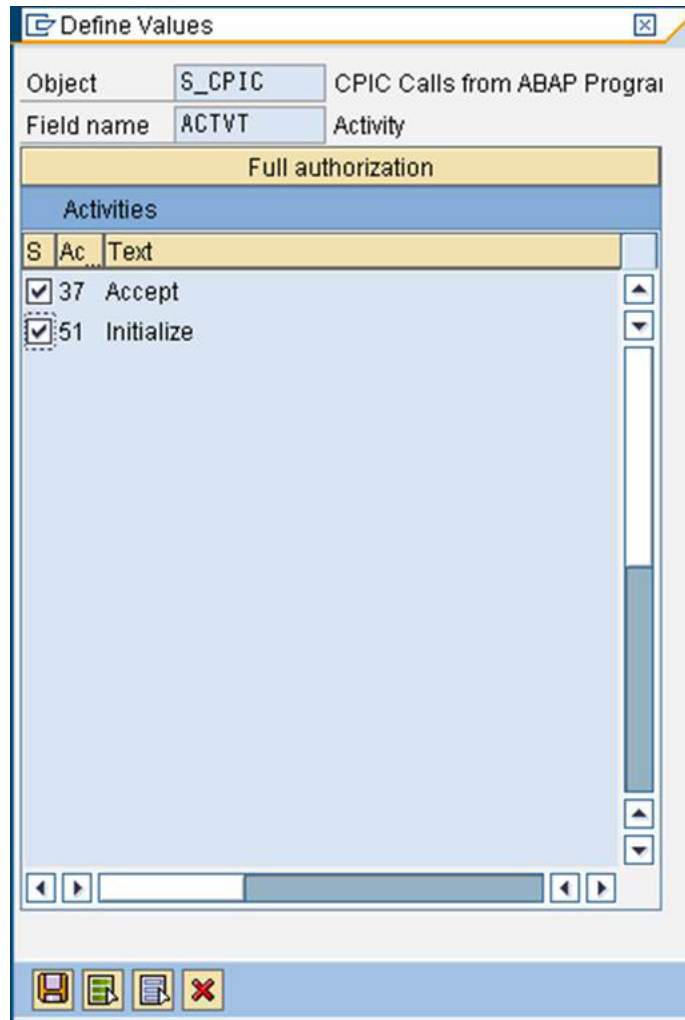 Define Values
Object S_CPIC CPIC Calls from ABAP Prograi
Field name ACTVT Activity
Full authorization
Activities
S Ac... Text
37 Accept
51 Initialize